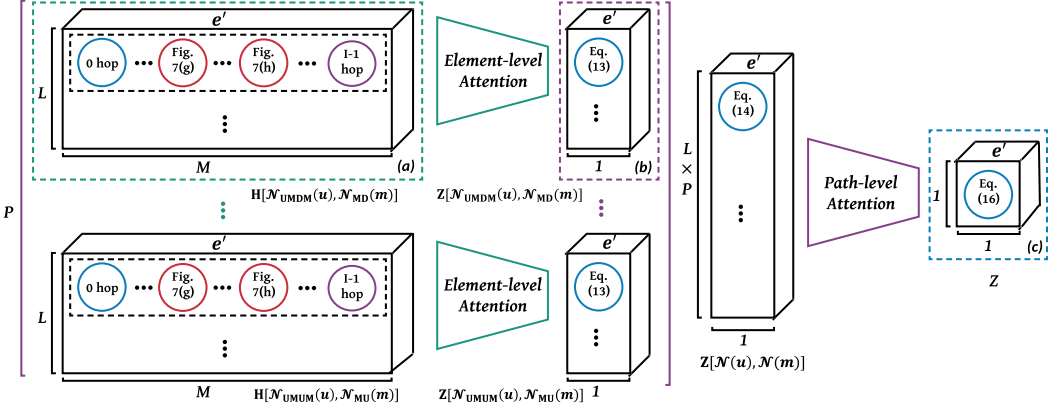 P
e′
L
0 hop
Fig.
7(g)
Fig.
7(h)
I-1
hop
M
(a)
H[𝒩UMDM(u), 𝒩MD(m)]
Element-level
Attention
e′
Eq.
(13)
1
(b)
Z[𝒩UMDM(u), 𝒩MD(m)]
e′
L
0 hop
Fig.
7(g)
Fig.
7(h)
I-1
hop
M
H[𝒩UMUM(u), 𝒩MU(m)]
Element-level
Attention
e′
Eq.
(13)
1
Z[𝒩UMUM(u), 𝒩MU(m)]
L
×
P
e′
Eq.
(14)
1
Z[𝒩(u), 𝒩(m)]
Path-level
Attention
e′
1
Eq.
(16)
1
(c)
Z